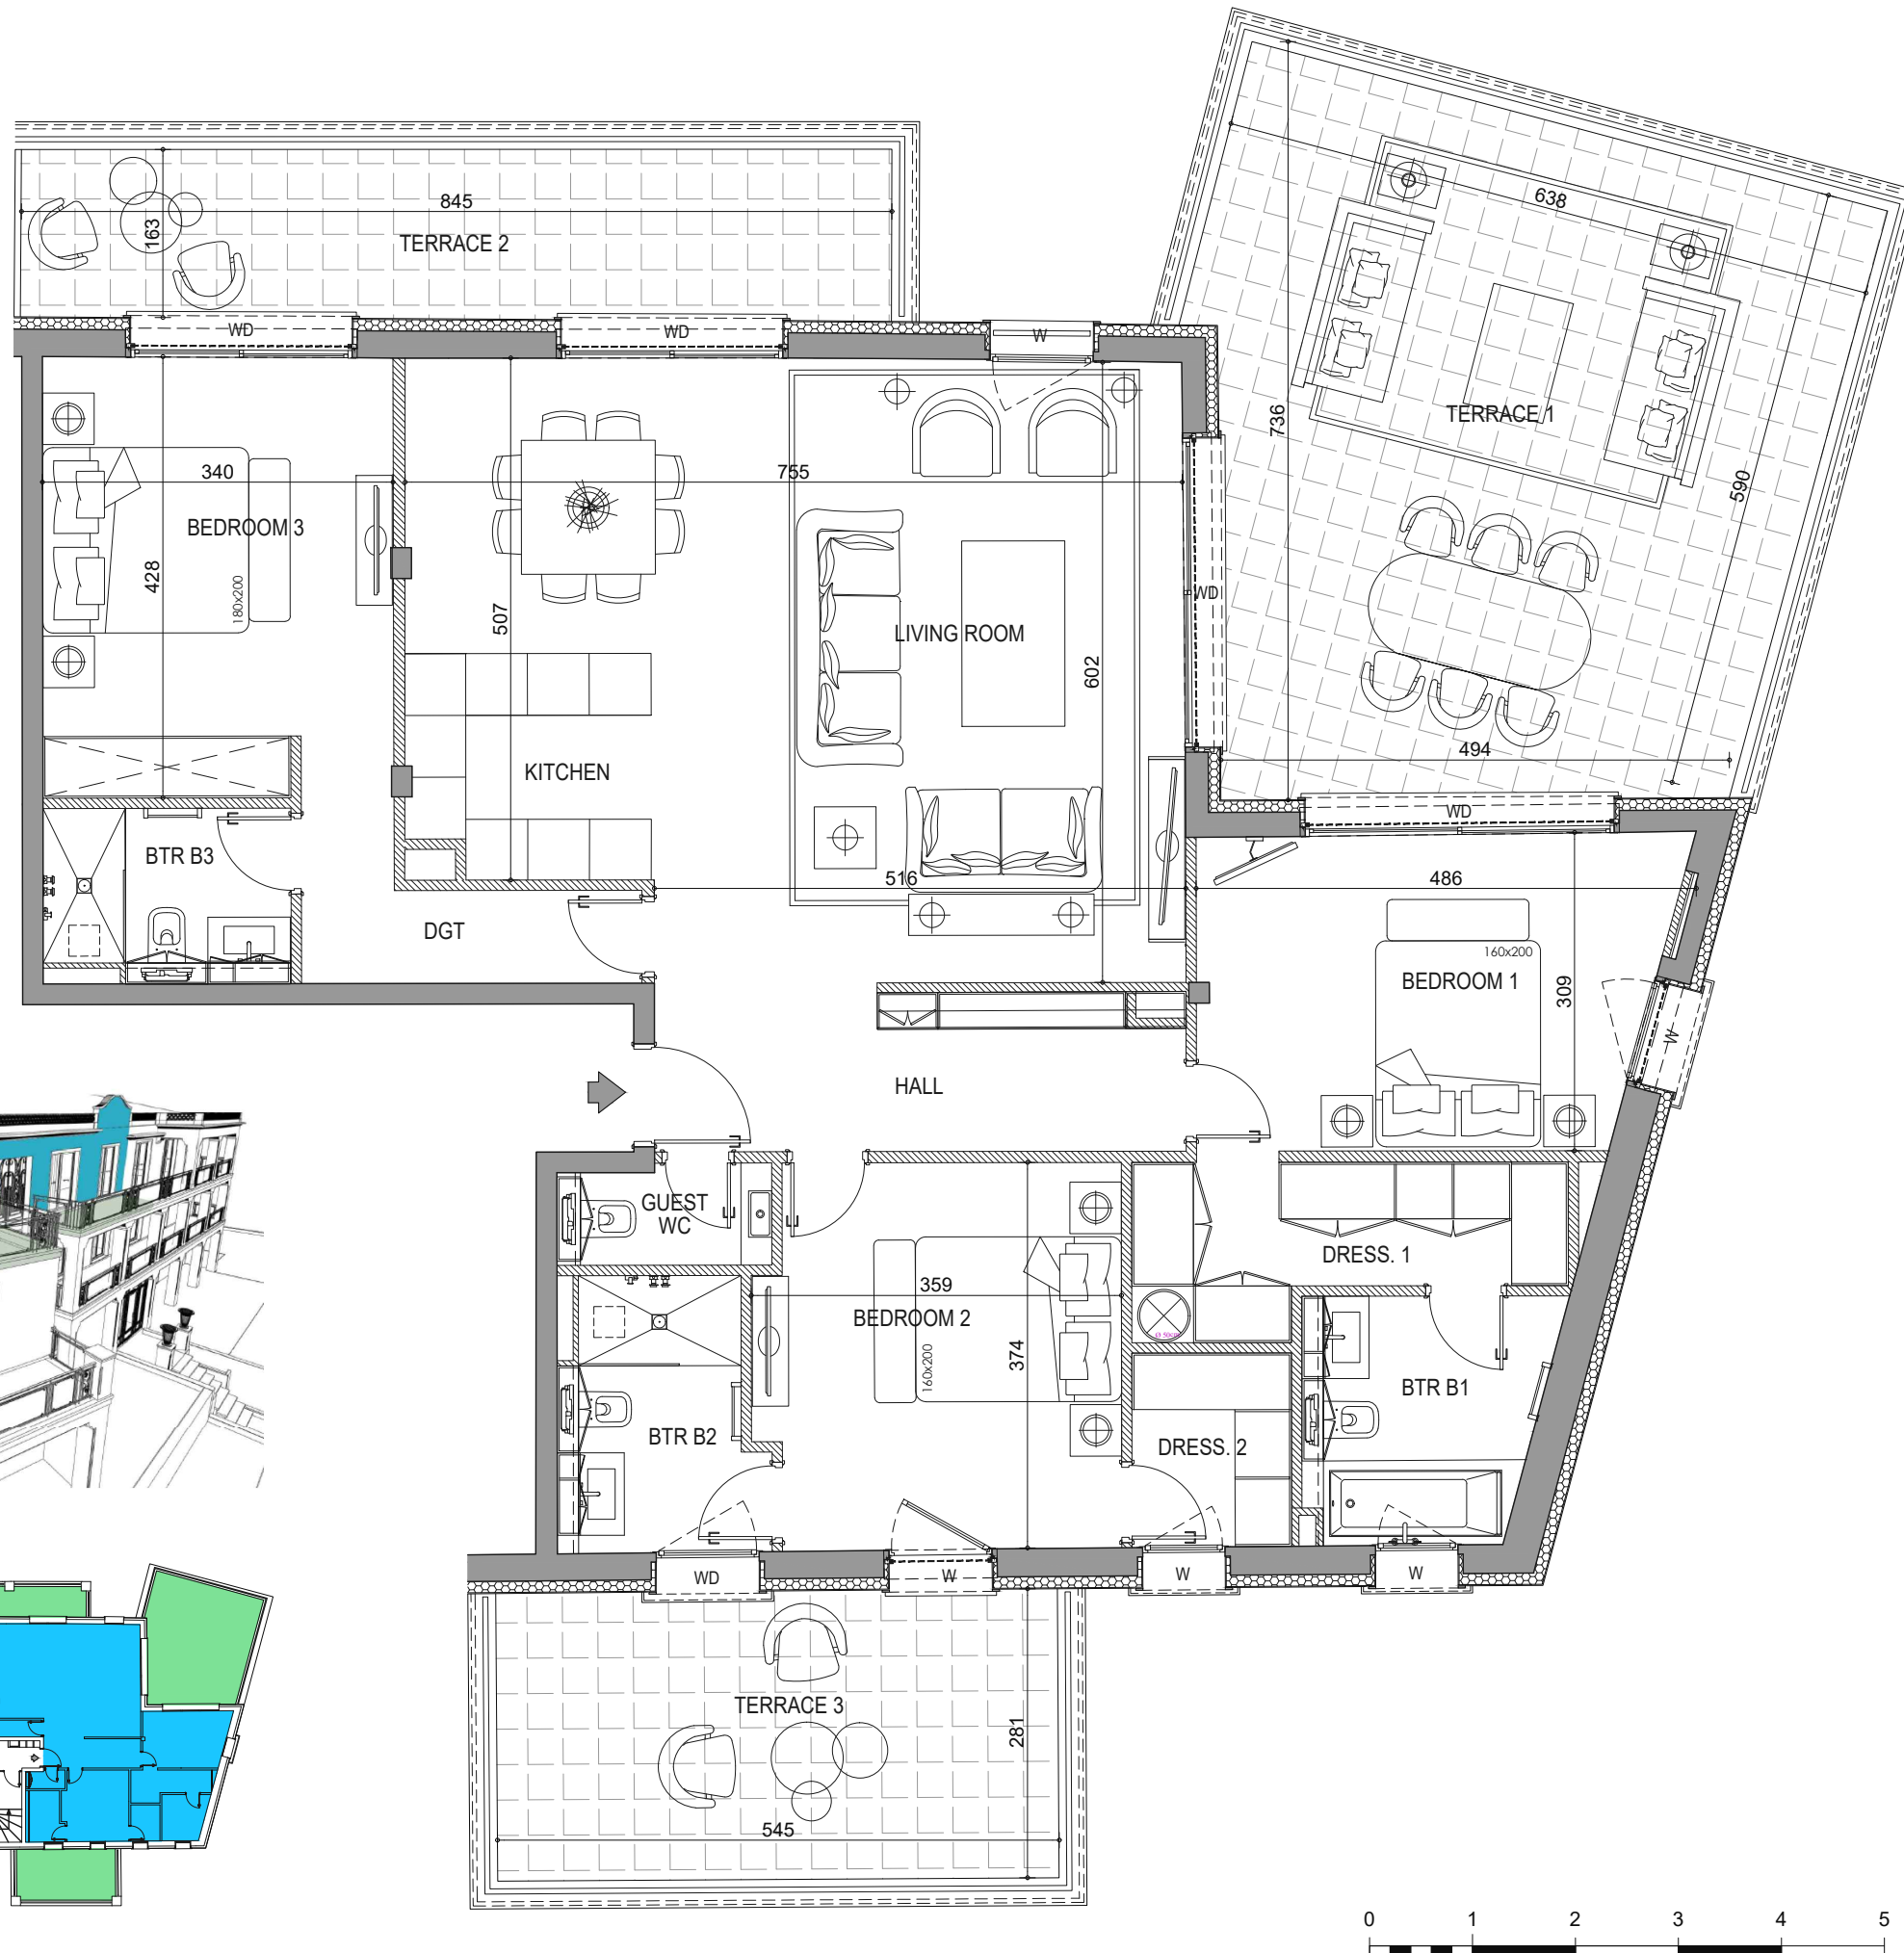 845
163
TERRACE 2
638
WD
WD
W
736
TERRACE 1
590
340
755
BEDROOM 3
428
180x200
507
WD
LIVING ROOM
602
494
KITCHEN
WD
BTR B3
516
486
DGT
160x200
BEDROOM 1
309
W
HALL
GUEST
WC
DRESS. 1
359
BEDROOM 2
Ø 50cm
374
160x200
BTR B1
BTR B2
DRESS. 2
WD
W
W
W
TERRACE 3
281
545
0 1 2 3 4 5